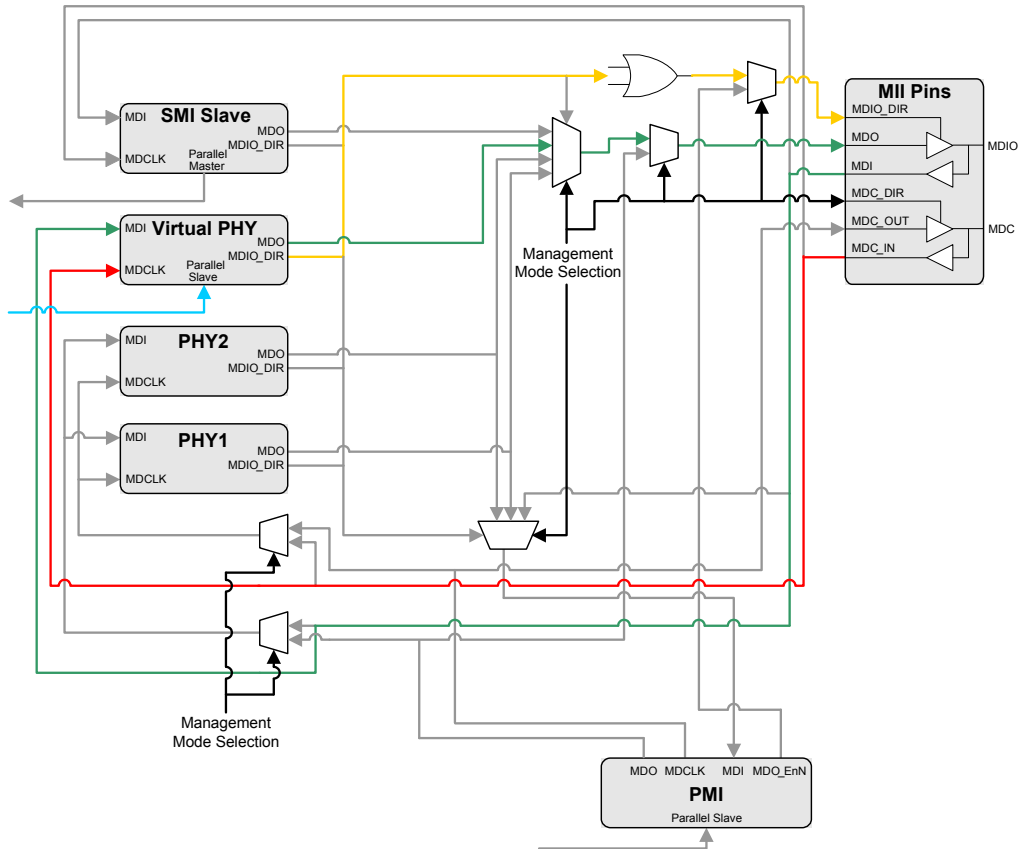 SMI Slave
MDI
MDO
MDIO_DIR
MDCLK
Parallel
Master
MII Pins
MDIO_DIR
MDO
MDIO
MDI
MDC_DIR
MDC_OUT
MDC
MDC_IN
Virtual PHY
MDI
MDO
MDIO_DIR
MDCLK
Parallel
Slave
Management
Mode Selection
PHY2
MDI
MDO
MDIO_DIR
MDCLK
PHY1
MDI
MDO
MDIO_DIR
MDCLK
Management
Mode Selection
MDO MDCLK MDI MDO_EnN
PMI
Parallel Slave